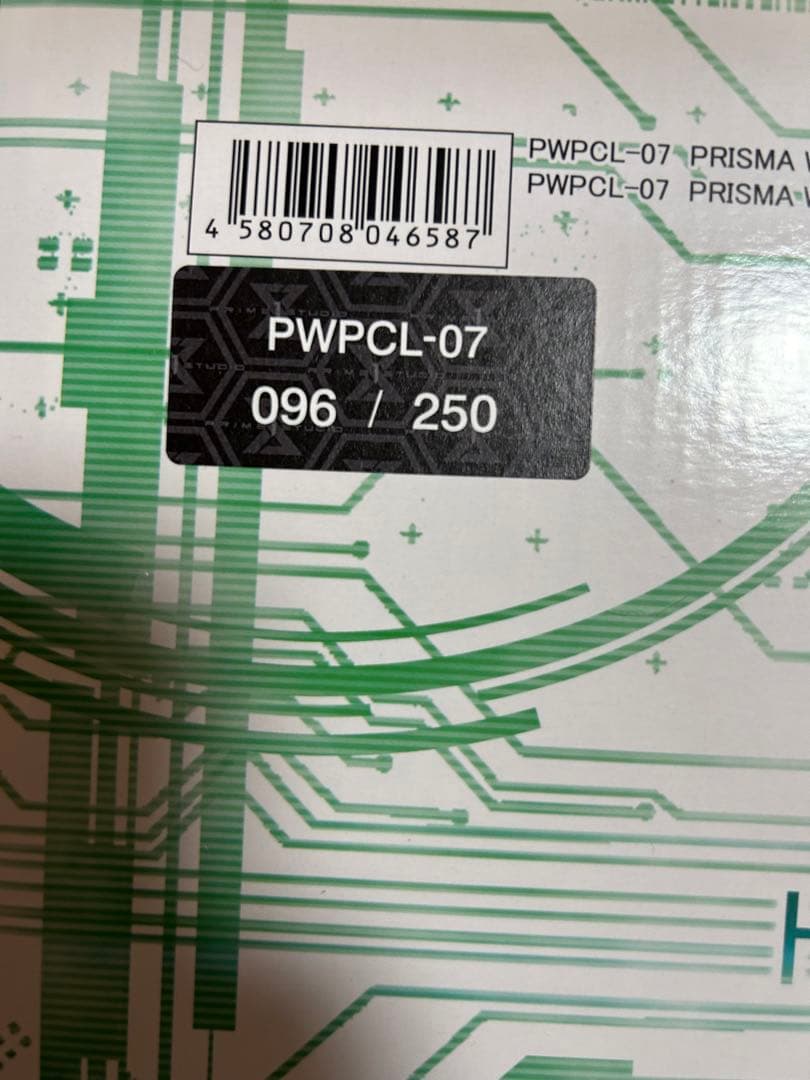 4 580708 046587
PWPCL-07 PRISMA
PWPCL-07 PRISMA
PWPCL-07
096 / 250
H